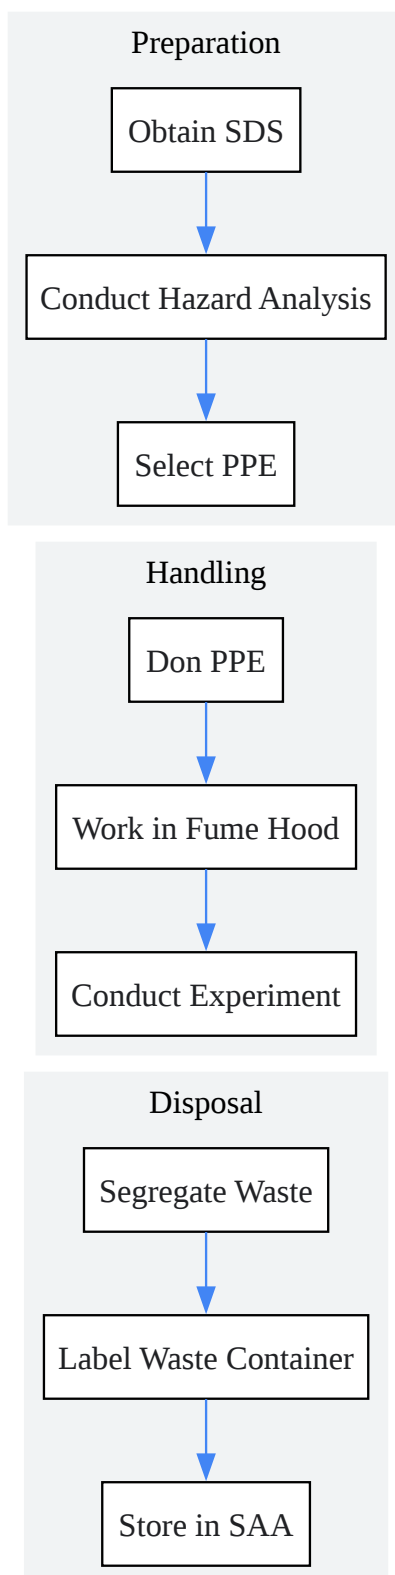 Preparation
Obtain SDS
Conduct Hazard Analysis
Select PPE
Handling
Don PPE
Work in Fume Hood
Conduct Experiment
Disposal
Segregate Waste
Label Waste Container
Store in SAA